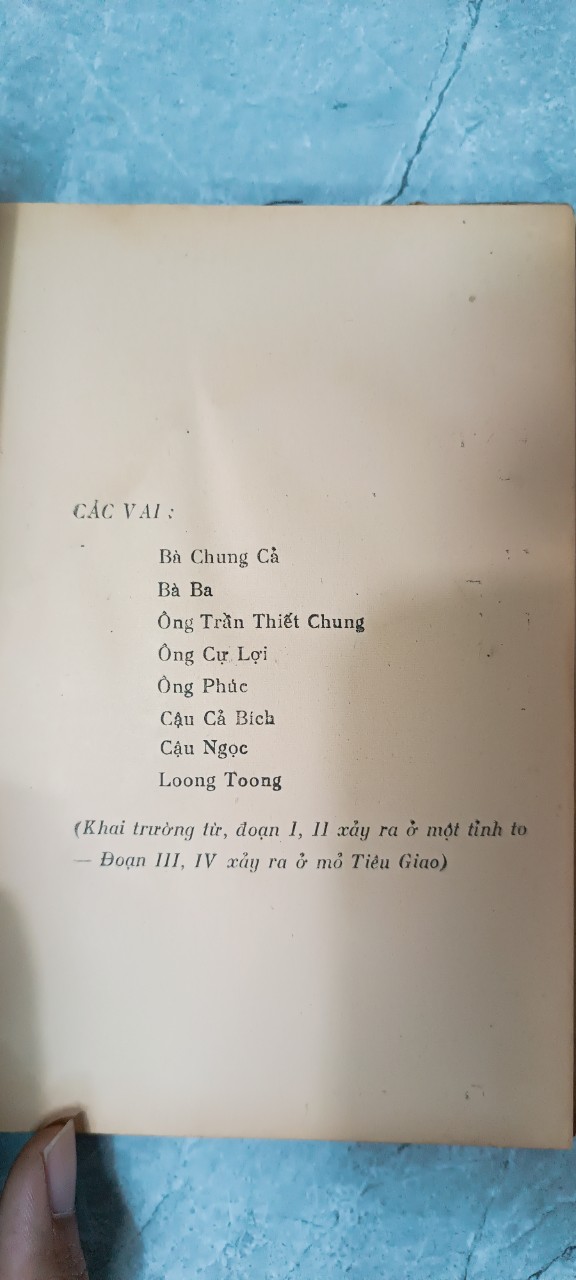 CÁC VAI :
Bà Chung Cả
Bà Ba
Ông Trần Thiết Chung
Ông Cự Lợi
Ông Phúc
Cậu Cả Bích
Cậu Ngọc
Loong Toong
(Khai trường từ, đoạn I, II xảy ra ở một tỉnh to
— Đoạn III, IV xảy ra ở mỏ Tiêu Giao)